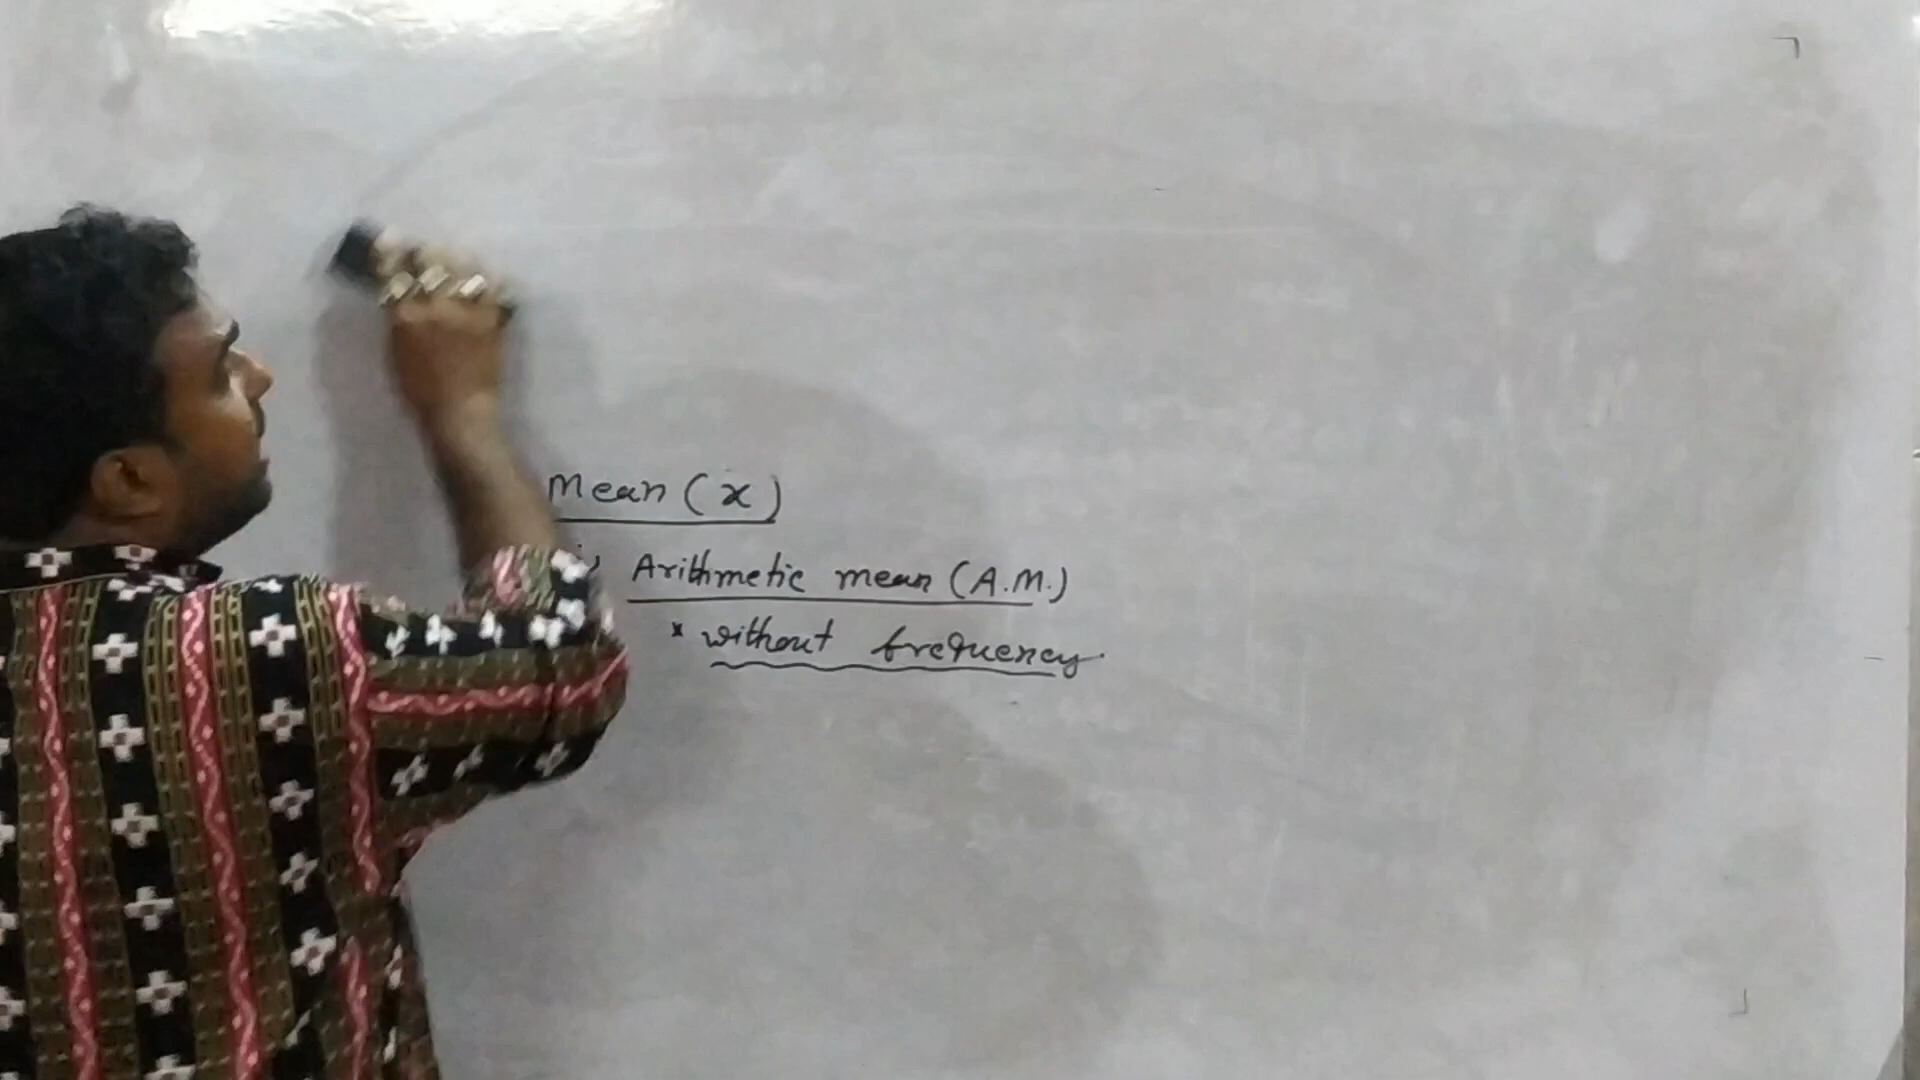 Mean (x)
i, Arithmetic mean (A.M.)
* without frequency.